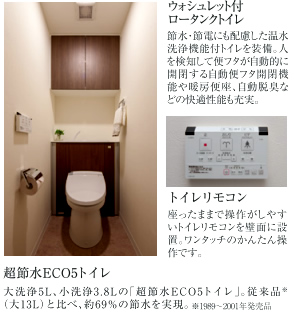 ウォシュレット付
ロータンクトイレ
節水・節電にも配慮した温水
洗浄機能付トイレを装備。人
を検知して便フタが自動的に
開閉する自動便フタ開閉機
能や暖房便座、自動脱臭な
どの快適性能も充実。
トイレリモコン
座ったままで操作がしやす
いトイレリモコンを壁面に設
置。ワンタッチのかんたん操
作です。
超節水ECO5トイレ
大洗浄5L、小洗浄3.8Lの「超節水ECO5トイレ」。従来品*
(大13L)と比べ、約69%の節水を実現。※1989~2001年発売品